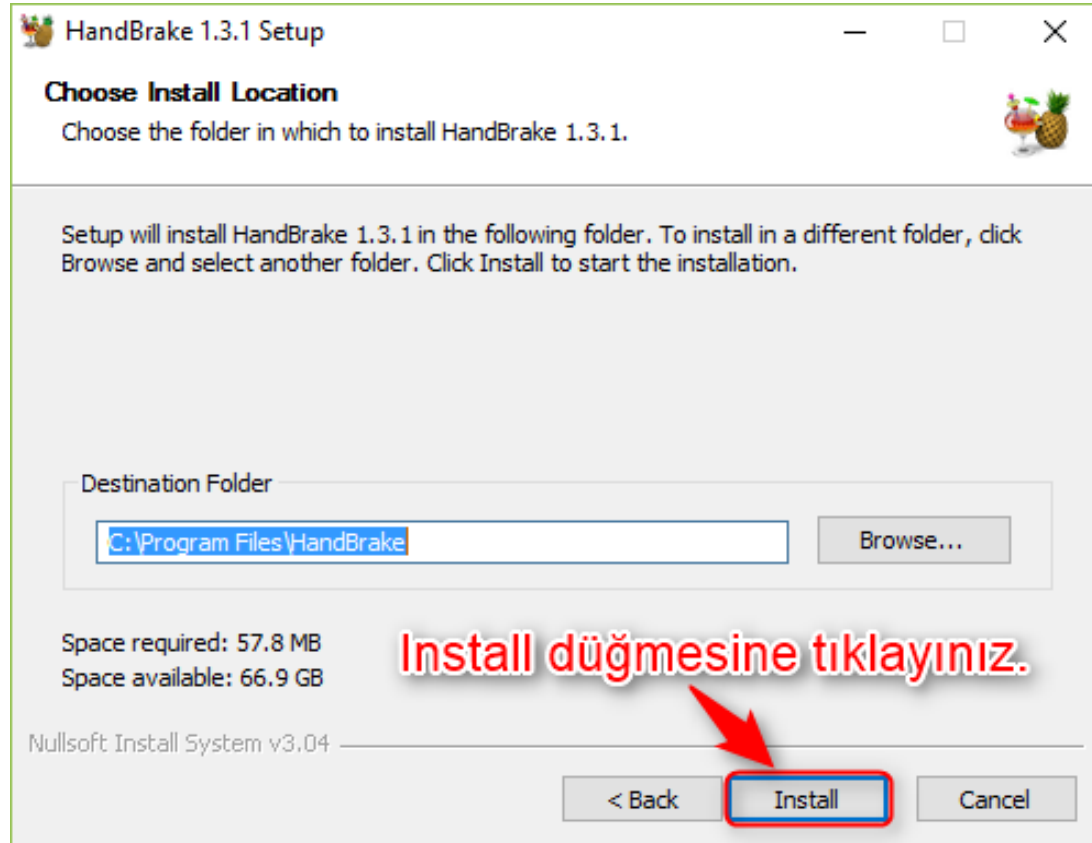 HandBrake 1.3.1 Setup
Choose Install Location
Choose the folder in which to install HandBrake 1.3.1.
Setup will install HandBrake 1.3.1 in the following folder. To install in a different folder, click
Browse and select another folder. Click Install to start the installation.
Destination Folder
C:\Program Files\HandBrake
Browse...
Space required: 57.8 MB
Space available: 66.9 GB
Install düğmesine tıklayınız.
Nullsoft Install System v3.04
< Back
Install
Cancel